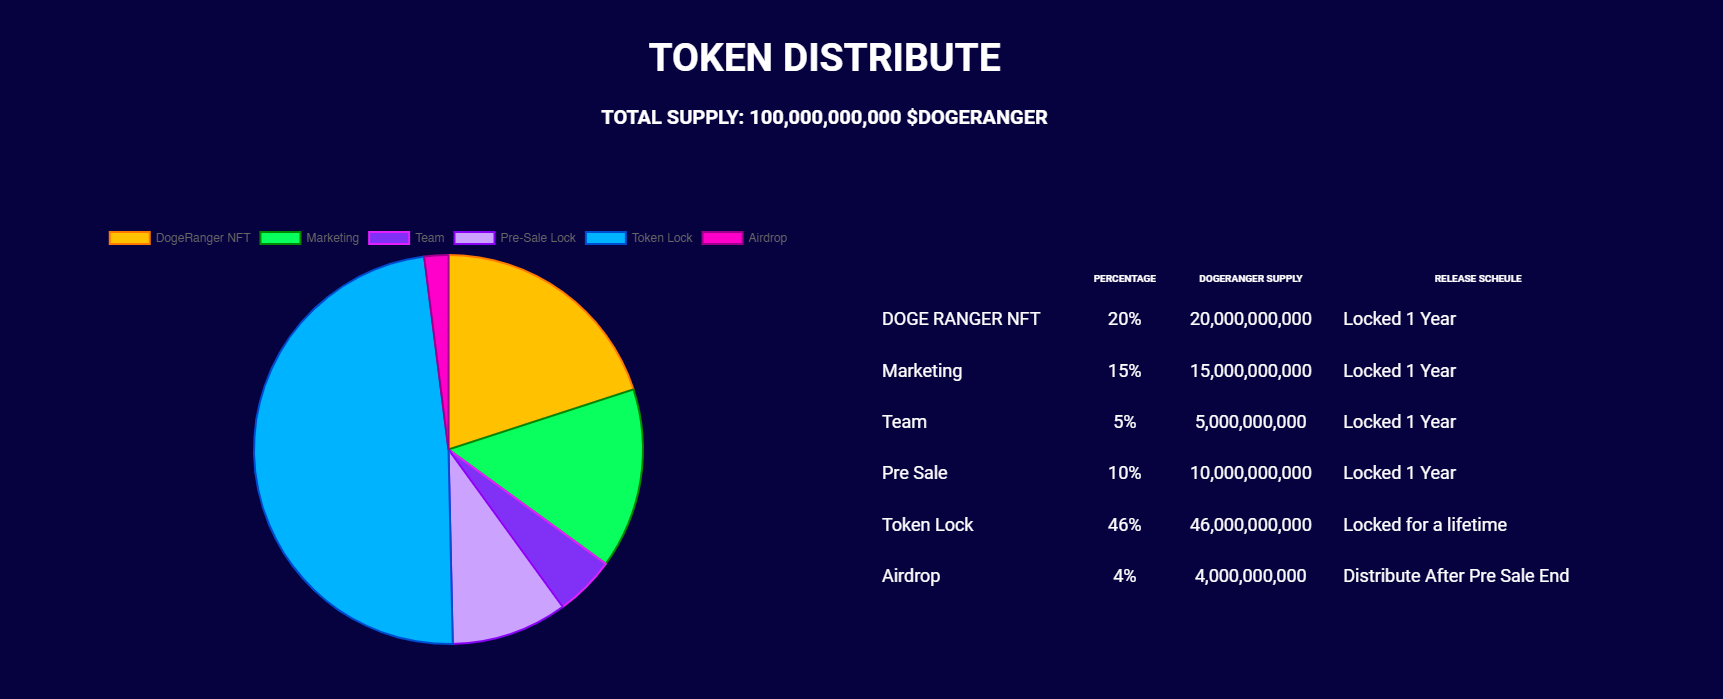 TOKEN DISTRIBUTE
TOTAL SUPPLY: 100,000,000,000 $DOGERANGER
DogeRanger NFT Marketing Team Pre-Sale Lock Token Lock Airdrop
PERCENTAGE DOGERANGER SUPPLY RELEASE SCHEULE
DOGE RANGER NFT 20% 20,000,000,000 Locked 1 Year
Marketing 15% 15,000,000,000 Locked 1 Year
Team 5% 5,000,000,000 Locked 1 Year
Pre Sale 10% 10,000,000,000 Locked 1 Year
Token Lock 46% 46,000,000,000 Locked for a lifetime
Airdrop 4% 4,000,000,000 Distribute After Pre Sale End